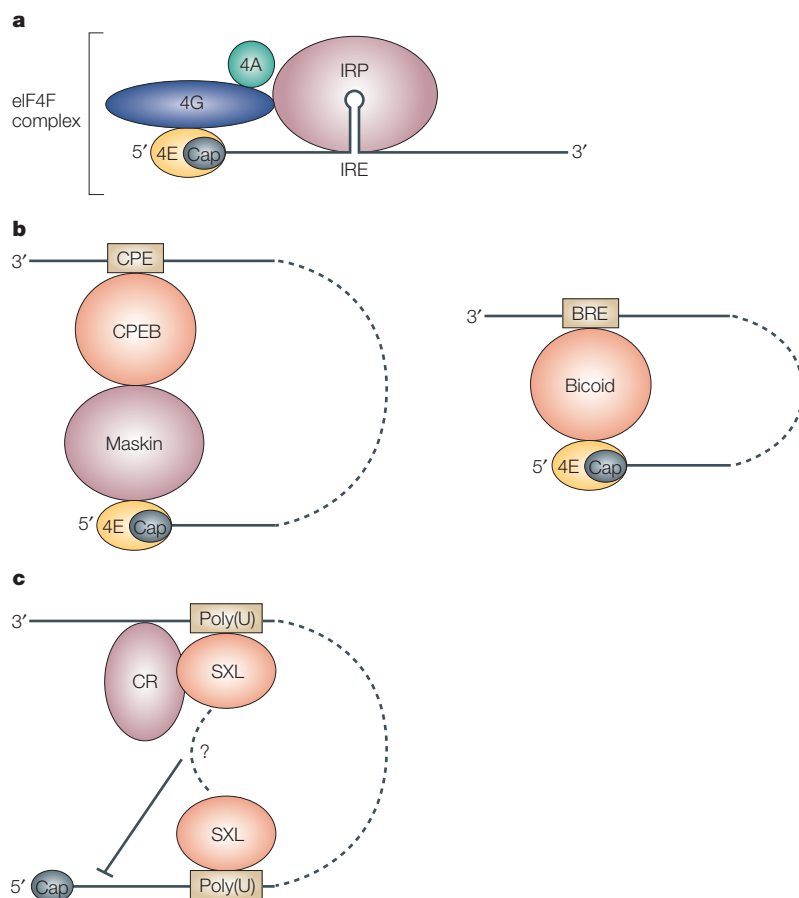 a
4A
IRP
eIF4F
complex
4G
5′ 4E Cap 3′
IRE
b
3′ CPE
CPEB
Maskin
5′ 4E Cap
3′ BRE
Bicoid
5′ 4E Cap
c
3′ Poly(U)
CR SXL
?
SXL
5′ Cap Poly(U)